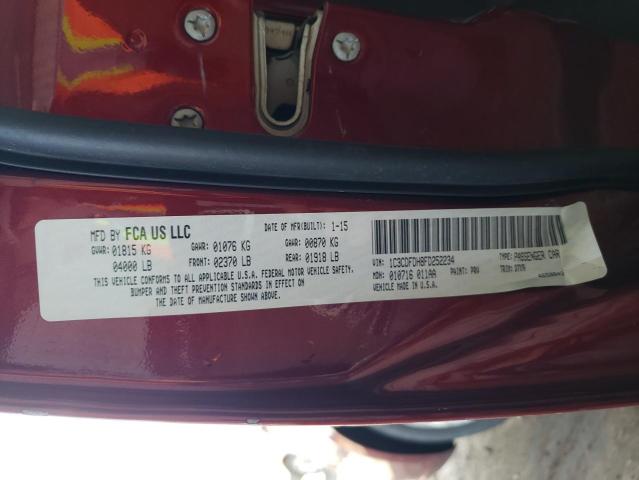 MFD BY FCA US LLC
DATE OF MFR(BUILT): 1-15
GVWR: 01815 KG
GAWR: 01076 KG
GAWR: 00870 KG
04000 LB
FRONT: 02370 LB
REAR: 01918 LB
THIS VEHICLE CONFORMS TO ALL APPLICABLE U.S.A. FEDERAL MOTOR VEHICLE SAFETY,
BUMPER AND THEFT PREVENTION STANDARDS IN EFFECT ON
THE DATE OF MANUFACTURE SHOWN ABOVE.
VIN: 1C3CDFDH8FD252234
TYPE: PASSENGER CAR
MDH: 010716 011AA
PAINT: PRV
TRIM:
VEHICLE MADE IN U.S.A.